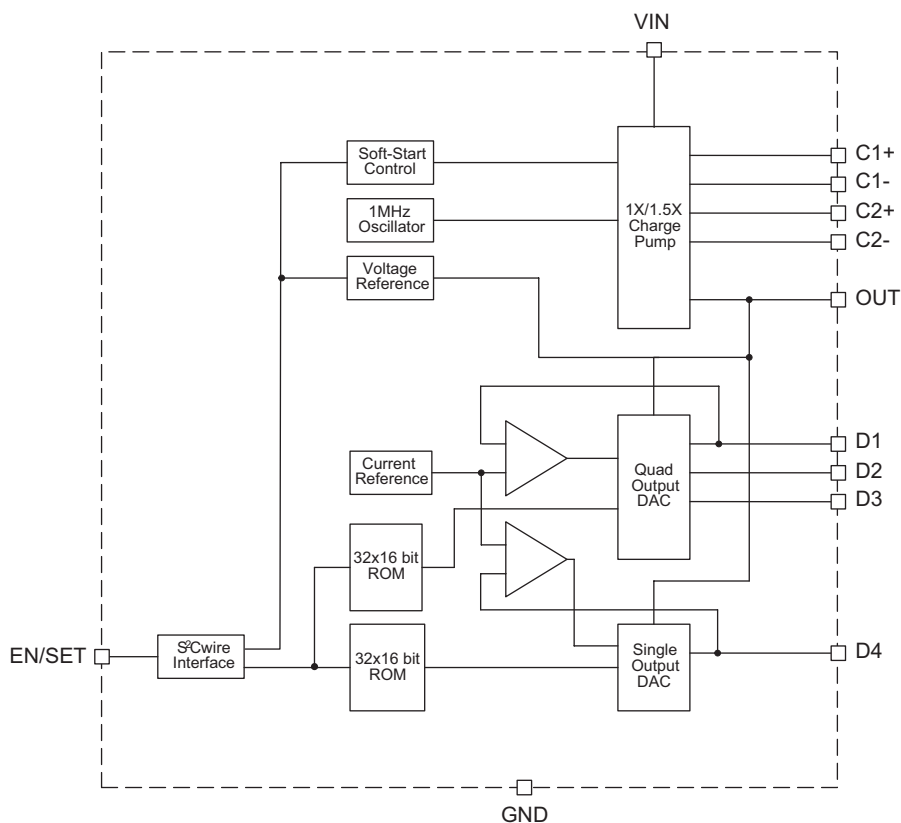 VIN
Soft-Start
Control
1MHz
Oscillator
Voltage
Reference
1X/1.5X
Charge
Pump
C1+
C1-
C2+
C2-
OUT
Current
Reference
Quad
Output
DAC
D1
D2
D3
32x16 bit
ROM
EN/SET
S²Cwire
Interface
32x16 bit
ROM
Single
Output
DAC
D4
GND